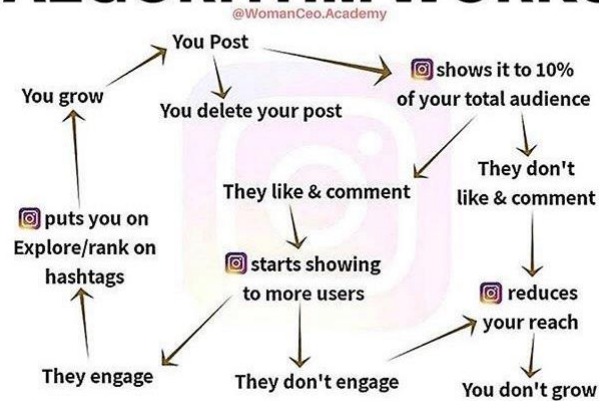 @WomanCeo.Academy
You Post
shows it to 10%
of your total audience
You grow
You delete your post
They don't
like & comment
They like & comment
puts you on
Explore/rank on
hashtags
starts showing
to more users
reduces
your reach
They engage
They don't engage
You don't grow